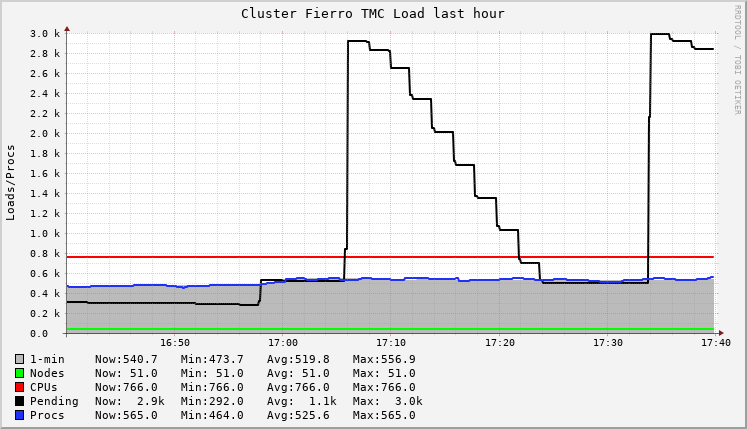 Cluster Fierro TMC Load last hour
RRDTOOL / TOBI OETIKER
Loads/Procs
3.0 k
2.8 k
2.6 k
2.4 k
2.2 k
2.0 k
1.8 k
1.6 k
1.4 k
1.2 k
1.0 k
0.8 k
0.6 k
0.4 k
0.2 k
0.0
16:50 17:00 17:10 17:20 17:30 17:40
1-min Now:540.7 Min:473.7 Avg:519.8 Max:556.9
Nodes Now: 51.0 Min: 51.0 Avg: 51.0 Max: 51.0
CPUs Now:766.0 Min:766.0 Avg:766.0 Max:766.0
Pending Now: 2.9k Min:292.0 Avg: 1.1k Max: 3.0k
Procs Now:565.0 Min:464.0 Avg:525.6 Max:565.0